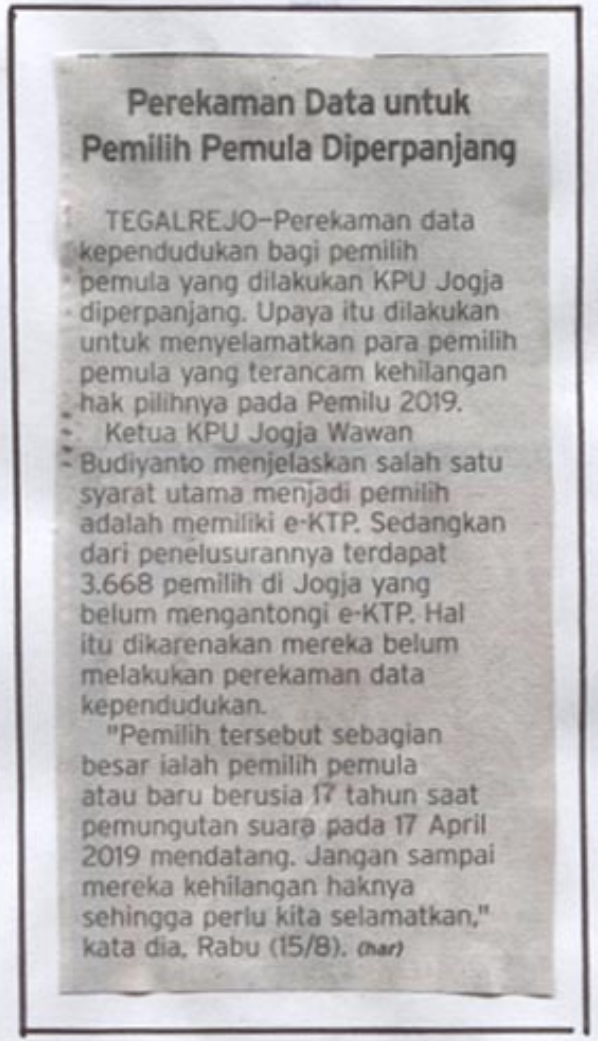 Perekaman Data untuk
Pemilih Pemula Diperpanjang
TEGALREJO—Perekaman data
kependudukan bagi pemilih
pemula yang dilakukan KPU Jogja
diperpanjang. Upaya itu dilakukan
untuk menyelamatkan para pemilih
pemula yang terancam kehilangan
hak pilihnya pada Pemilu 2019.
Ketua KPU Jogja Wawan
Budiyanto menjelaskan salah satu
syarat utama menjadi pemilih
adalah memiliki e-KTP. Sedangkan
dari penelusurannya terdapat
3.668 pemilih di Jogja yang
belum mengantongi e-KTP. Hal
itu dikarenakan mereka belum
melakukan perekaman data
kependudukan.
"Pemilih tersebut sebagian
besar ialah pemilih pemula
atau baru berusia 17 tahun saat
pemungutan suara pada 17 April
2019 mendatang. Jangan sampai
mereka kehilangan haknya
sehingga perlu kita selamatkan,"
kata dia, Rabu (15/8). (har)